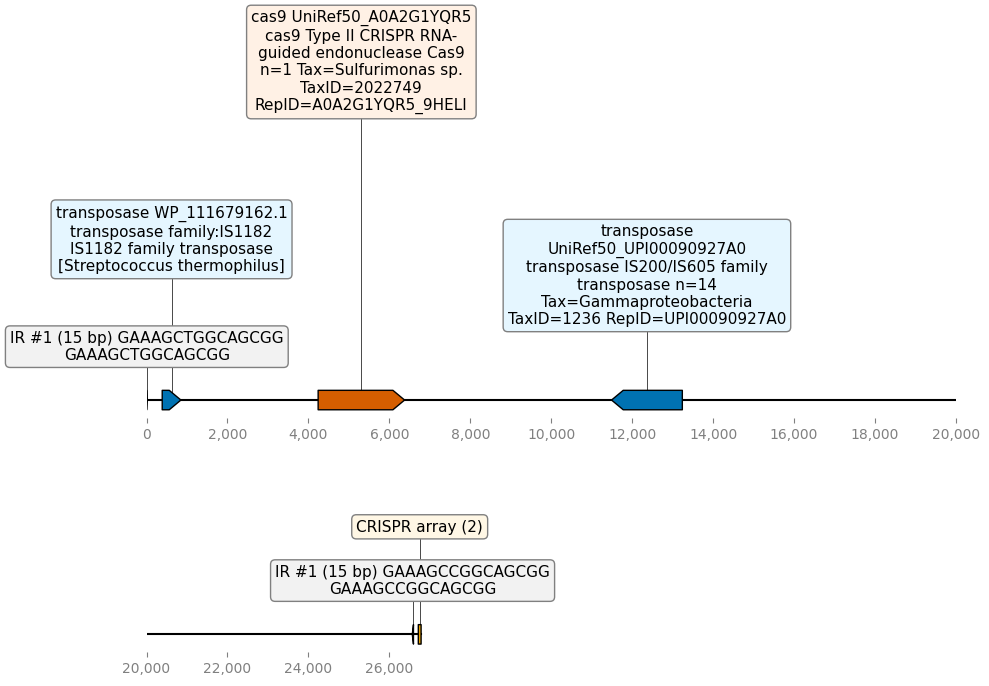 cas9 UniRef50_A0A2G1YQR5
cas9 Type II CRISPR RNA-
guided endonuclease Cas9
n=1 Tax=Sulfurimonas sp.
TaxID=2022749
RepID=A0A2G1YQR5_9HELI
transposase WP_111679162.1
transposase family:IS1182
IS1182 family transposase
[Streptococcus thermophilus]
transposase
UniRef50_UPI00090927A0
transposase IS200/IS605 family
transposase n=14
Tax=Gammaproteobacteria
TaxID=1236 RepID=UPI00090927A0
IR #1 (15 bp) GAAAGCTGGCAGCGG
GAAAGCTGGCAGCGG
0 2,000 4,000 6,000 8,000 10,000 12,000 14,000 16,000 18,000 20,000
CRISPR array (2)
IR #1 (15 bp) GAAAGCCGGCAGCGG
GAAAGCCGGCAGCGG
20,000 22,000 24,000 26,000